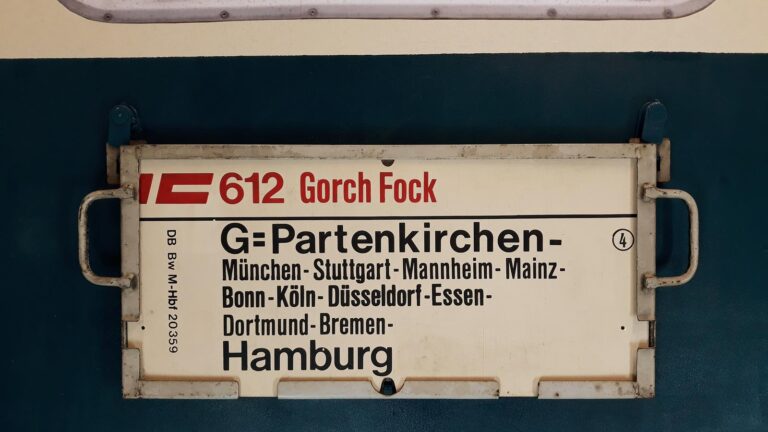 IC 612 Gorch Fock
G=Partenkirchen-
München-Stuttgart-Mannheim-Mainz-
Bonn-Köln-Düsseldorf-Essen-
Dortmund-Bremen-
Hamburg
4
DB Bw M-Hbf 20359